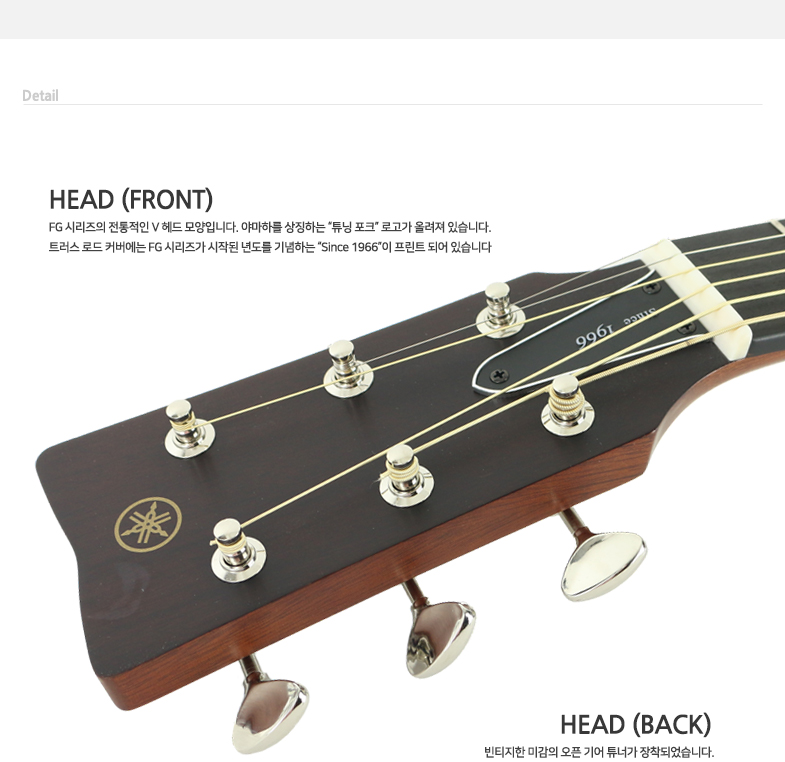 Detail
HEAD (FRONT)
FG 시리즈의 전통적인 V 헤드 모양입니다. 야마하를 상징하는 “튜닝 포크” 로고가 올려져 있습니다.
트러스 로드 커버에는 FG 시리즈가 시작된 년도를 기념하는 “Since 1966”이 프린트 되어 있습니다
Since 1966
HEAD (BACK)
빈티지한 미감의 오픈 기어 튜너가 장착되었습니다.